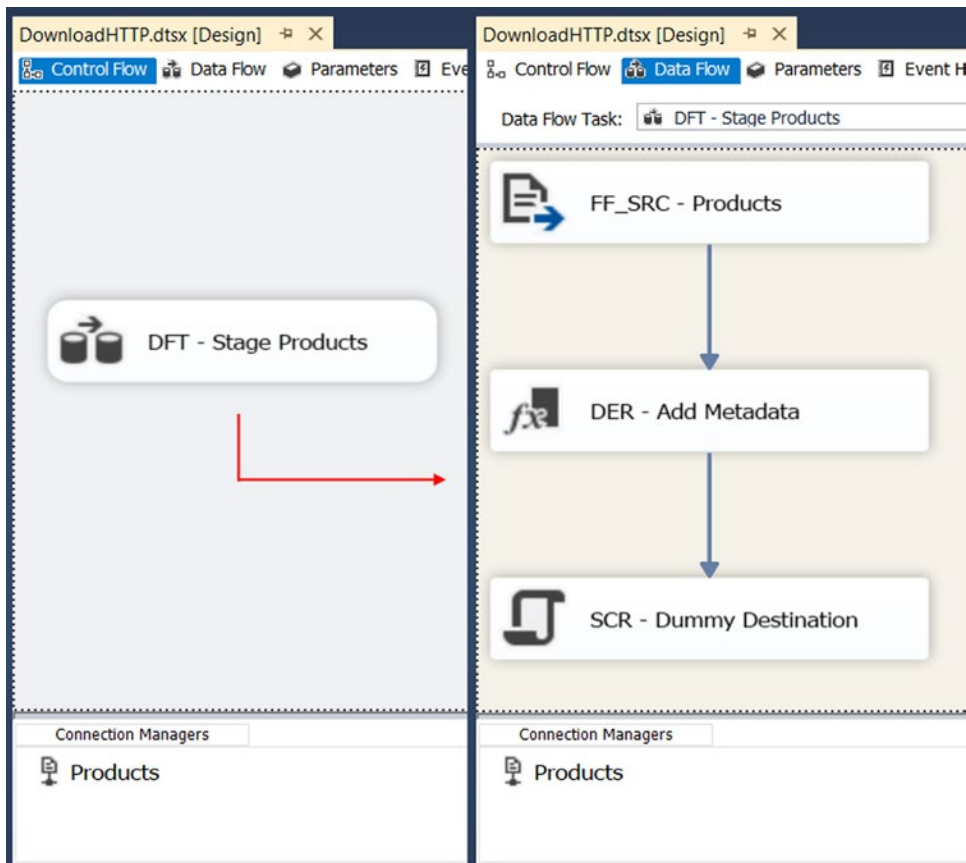 DownloadHTTP.dtsx [Design]
Control Flow Data Flow Parameters Eve
DFT - Stage Products
Connection Managers
Products
DownloadHTTP.dtsx [Design]
Control Flow Data Flow Parameters Event H
Data Flow Task: DFT - Stage Products
FF_SRC - Products
DER - Add Metadata
SCR - Dummy Destination
Connection Managers
Products